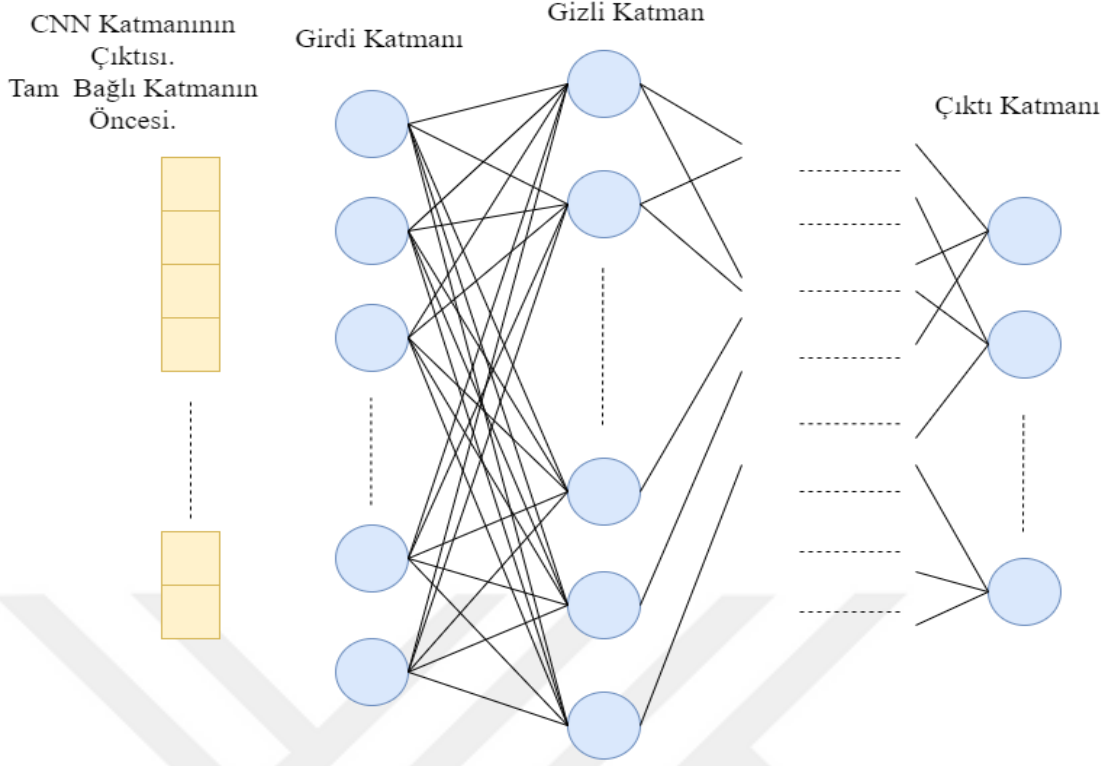 CNN Katmanının
Çıktısı.
Tam Bağlı Katmanın
Öncesi.
Girdi Katmanı
Gizli Katman
Çıktı Katmanı